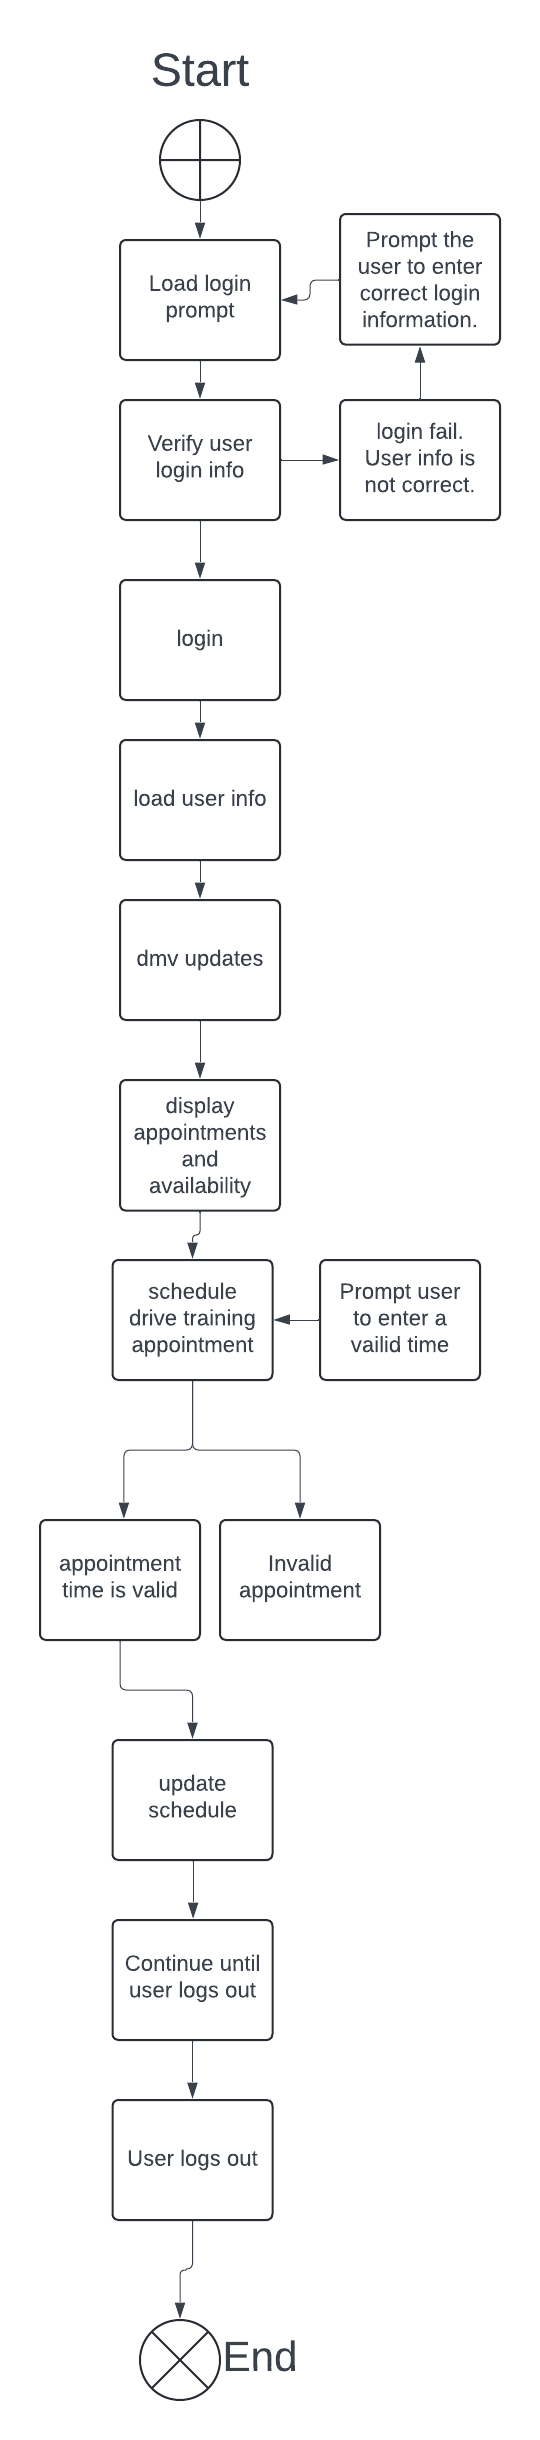 Start
Load login
prompt
Prompt the
user to enter
correct login
information.
Verify user
login info
login fail.
User info is
not correct.
login
load user info
dmv updates
display
appointments
and
availability
schedule
drive training
appointment
Prompt user
to enter a
vailid time
appointment
time is valid
Invalid
appointment
update
schedule
Continue until
user logs out
User logs out
End